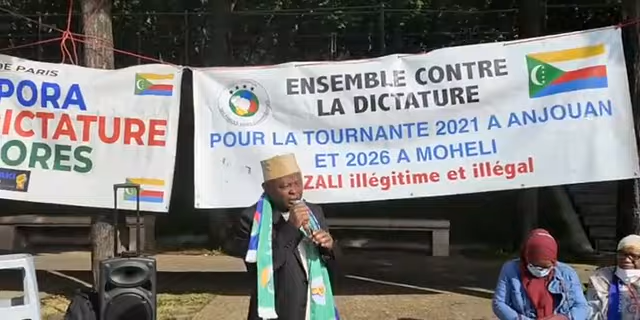 DE PARIS
PORA
ICTATURE
ORES
ENSEMBLE CONTRE
LA DICTATURE
POUR LA TOURNANTE 2021 A ANJOUAN
ET 2026 A MOHELI
ZALI illégitime et illégal